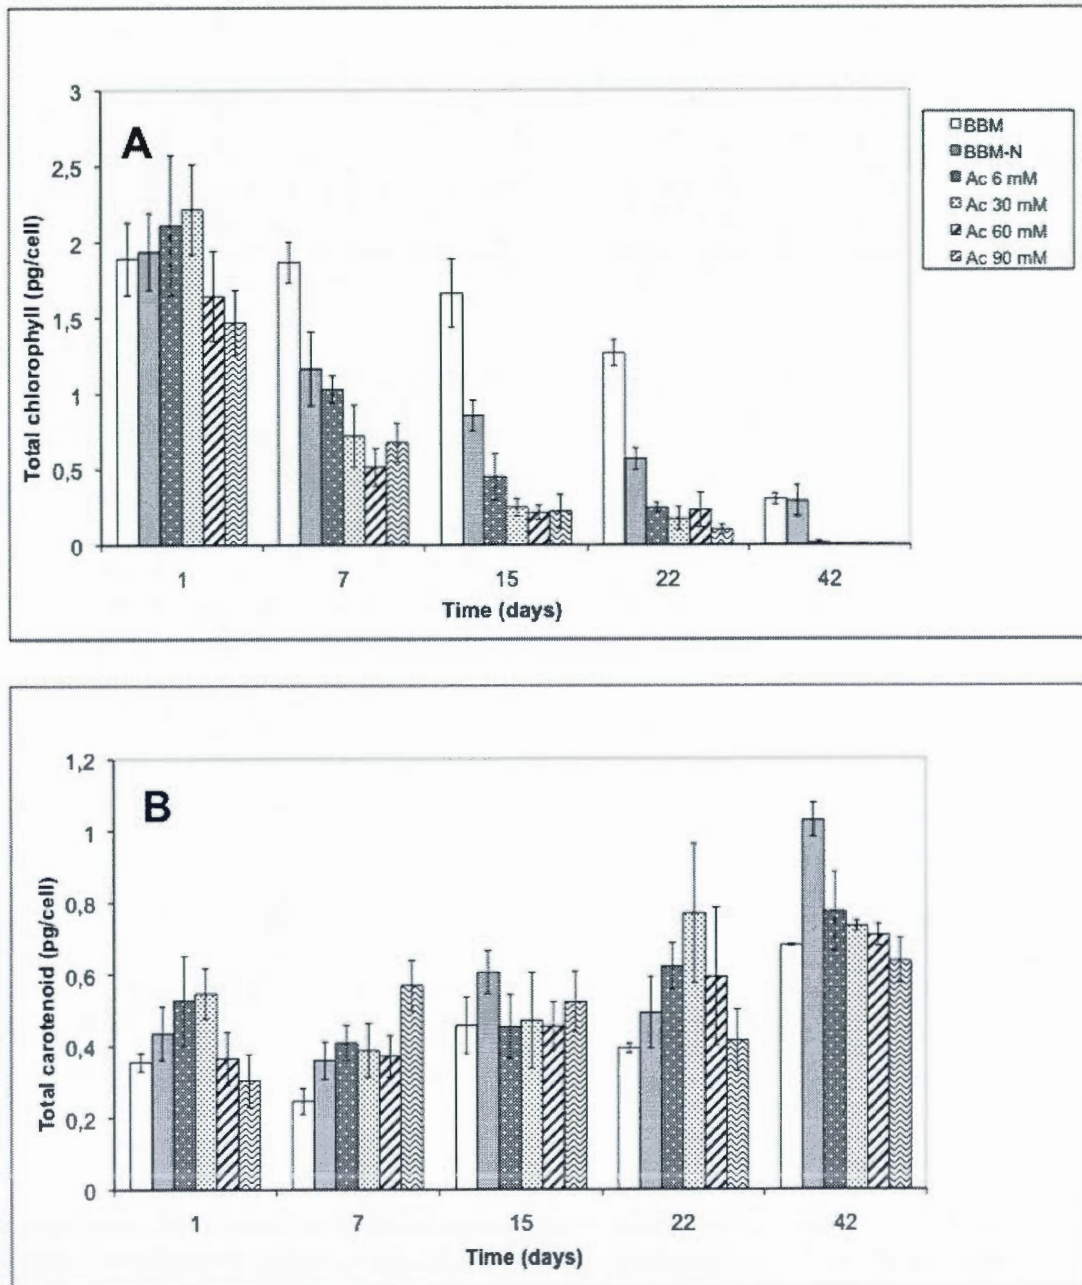 A
Total chlorophyll (pg/cell)
3
2,5
2
1,5
1
0,5
0
1 7 15 22 42
Time (days)
BBM
BBM-N
Ac 6 mM
Ac 30 mM
Ac 60 mM
Ac 90 mM
B
Total carotenoid (pg/cell)
1,2
1
0,8
0,6
0,4
0,2
0
1 7 15 22 42
Time (days)